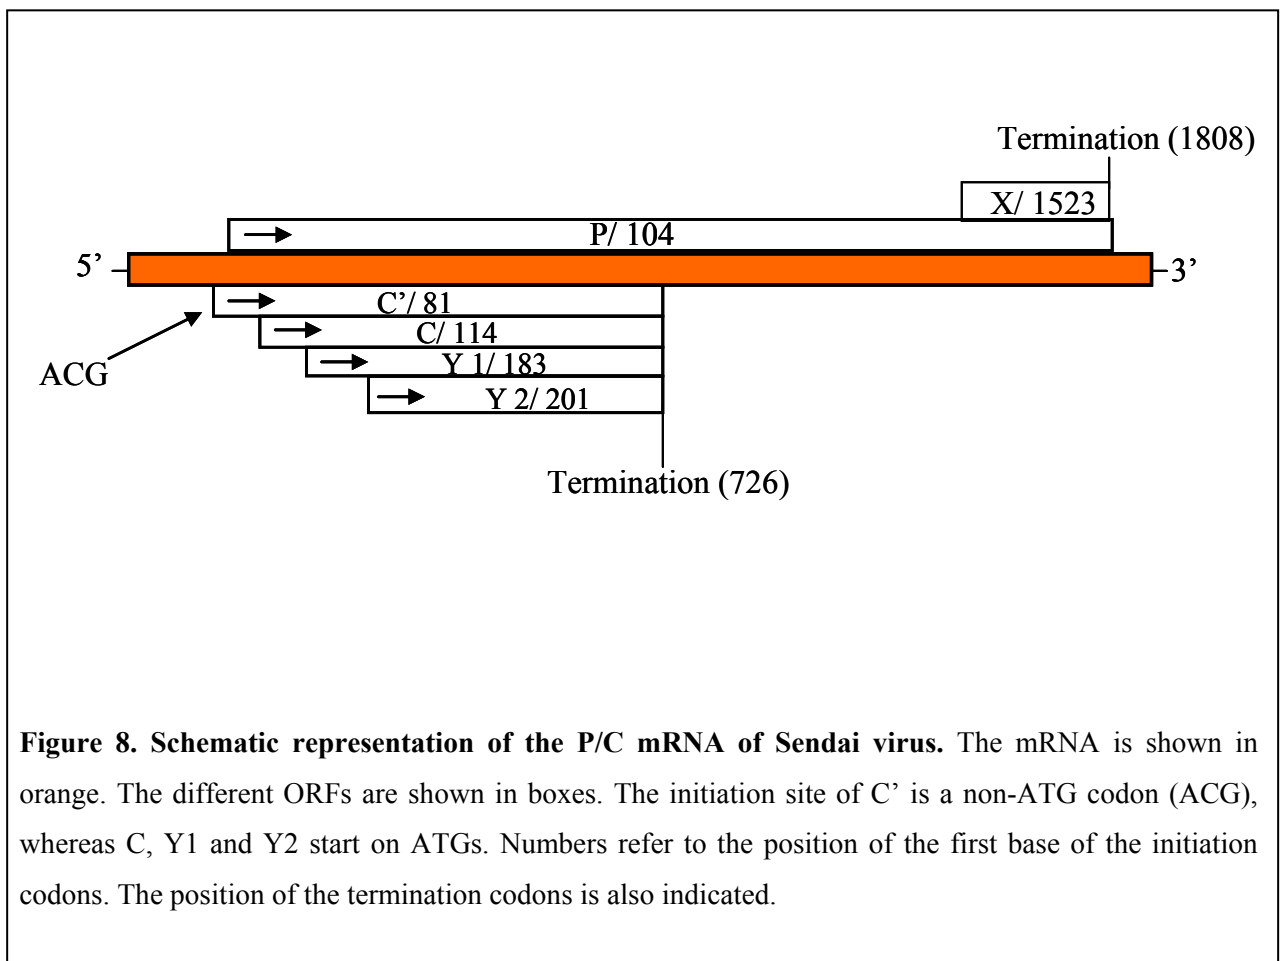 Termination (1808)
X/ 1523
P/ 104
5’
3’
C’/ 81
C/ 114
ACG
Y 1/ 183
Y 2/ 201
Termination (726)
Figure 8. Schematic representation of the P/C mRNA of Sendai virus. The mRNA is shown in
orange. The different ORFs are shown in boxes. The initiation site of C’ is a non-ATG codon (ACG),
whereas C, Y1 and Y2 start on ATGs. Numbers refer to the position of the first base of the initiation
codons. The position of the termination codons is also indicated.